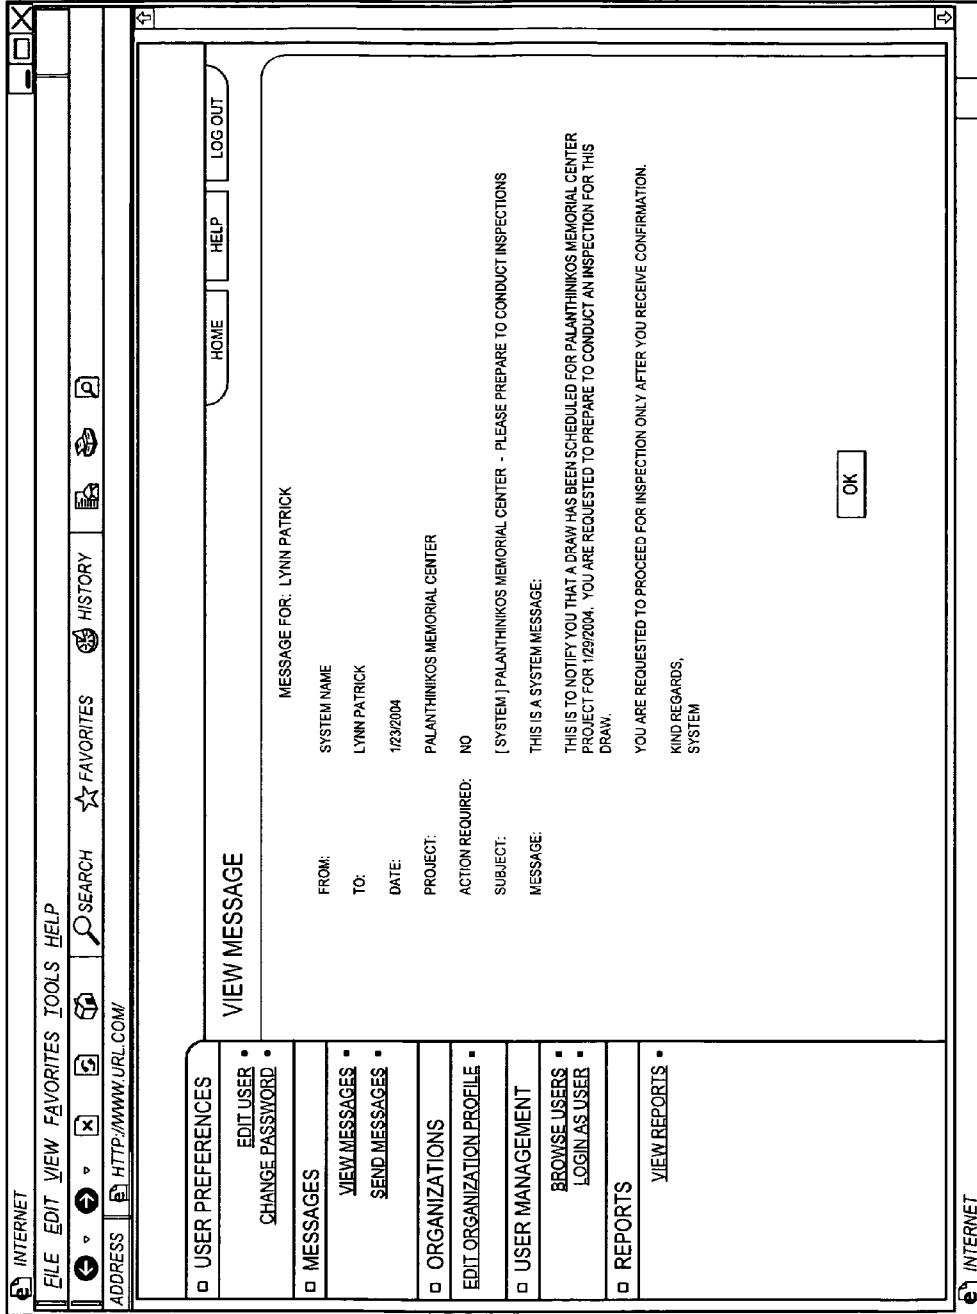 INTERNET
FILE EDIT VIEW FAVORITES TOOLS HELP
SEARCH FAVORITES HISTORY
ADDRESS HTTP://WWW.URL.COM/
USER PREFERENCES
EDIT USER
CHANGE PASSWORD
MESSAGES
VIEW MESSAGES
SEND MESSAGES
ORGANIZATIONS
EDIT ORGANIZATION PROFILE
USER MANAGEMENT
BROWSE USERS
LOGIN AS USER
REPORTS
VIEW REPORTS
HOME HELP LOG OUT
VIEW MESSAGE
MESSAGE FOR: LYNN PATRICK
FROM: SYSTEM NAME
TO: LYNN PATRICK
DATE: 1/23/2004
PROJECT: PALANTHINIKOS MEMORIAL CENTER
ACTION REQUIRED: NO
SUBJECT: [ SYSTEM ] PALANTHINIKOS MEMORIAL CENTER - PLEASE PREPARE TO CONDUCT INSPECTIONS
MESSAGE: THIS IS A SYSTEM MESSAGE:
THIS IS TO NOTIFY YOU THAT A DRAW HAS BEEN SCHEDULED FOR PALANTHINIKOS MEMORIAL CENTER
PROJECT FOR 1/29/2004. YOU ARE REQUESTED TO PREPARE TO CONDUCT AN INSPECTION FOR THIS
DRAW.
YOU ARE REQUESTED TO PROCEED FOR INSPECTION ONLY AFTER YOU RECEIVE CONFIRMATION.
KIND REGARDS,
SYSTEM
OK
INTERNET